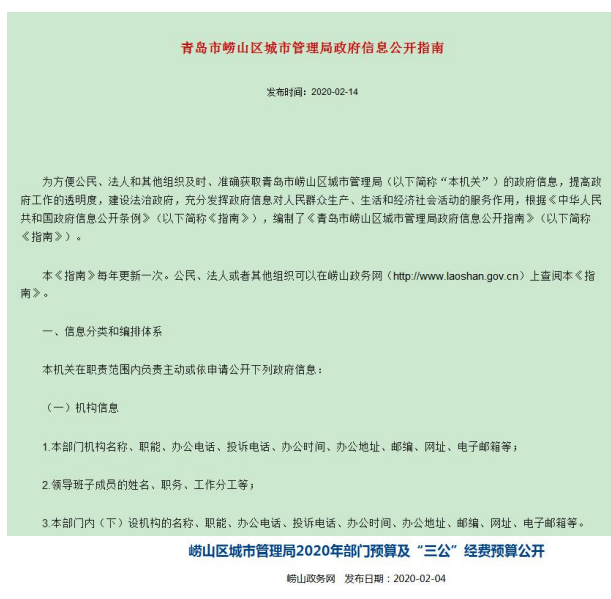 青岛市崂山区城市管理局政府信息公开指南
发布时间：2020-02-14
为方便公民、法人和其他组织及时、准确获取青岛市崂山区城市管理局（以下简称“本机关”）的政府信息，提高政
府工作的透明度，建设法治政府，充分发挥政府信息对人民群众生产、生活和经济社会活动的服务作用，根据《中华人民
共和国政府信息公开条例》（以下简称《指南》），编制了《青岛市崂山区城市管理局政府信息公开指南》（以下简称
《指南》）。
本《指南》每年更新一次。公民、法人或者其他组织可以在崂山政务网（http://www.laoshan.gov.cn）上查阅本《指
南》。
一、信息分类和编排体系
本机关在职责范围内负责主动或依申请公开下列政府信息：
（一）机构信息
1.本部门机构名称、职能、办公电话、投诉电话、办公时间、办公地址、邮编、网址、电子邮箱等；
2.领导班子成员的姓名、职务、工作分工等；
3.本部门内（下）设机构的名称、职能、办公电话、投诉电话、办公时间、办公地址、邮编、网址、电子邮箱等。
崂山区城市管理局2020年部门预算及“三公”经费预算公开
崂山政务网 发布日期：2020-02-04